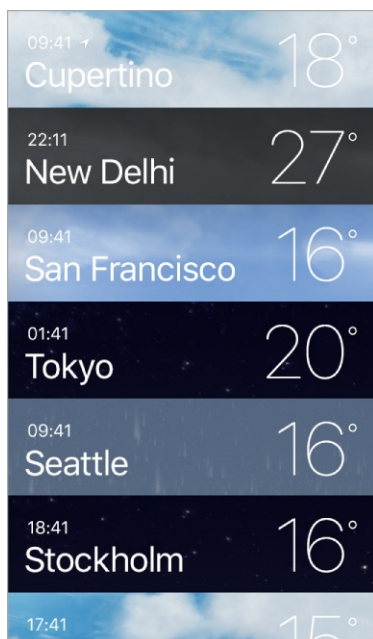 09:41
Cupertino
18°
22:11
New Delhi
27°
09:41
San Francisco
16°
01:41
Tokyo
20°
09:41
Seattle
16°
18:41
Stockholm
16°
17:41
15°